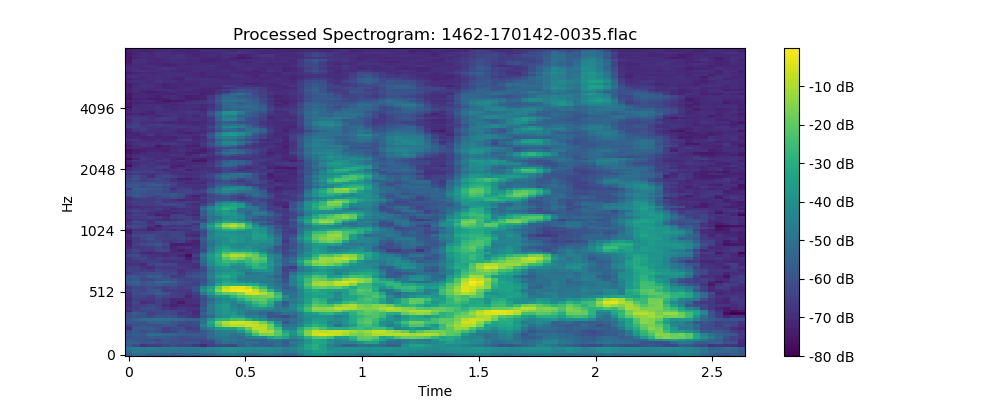 Processed Spectrogram: 1462-170142-0035.flac
Hz
4096
2048
1024
512
0
0
0.5
1
1.5
2
2.5
Time
-10 dB
-20 dB
-30 dB
-40 dB
-50 dB
-60 dB
-70 dB
-80 dB